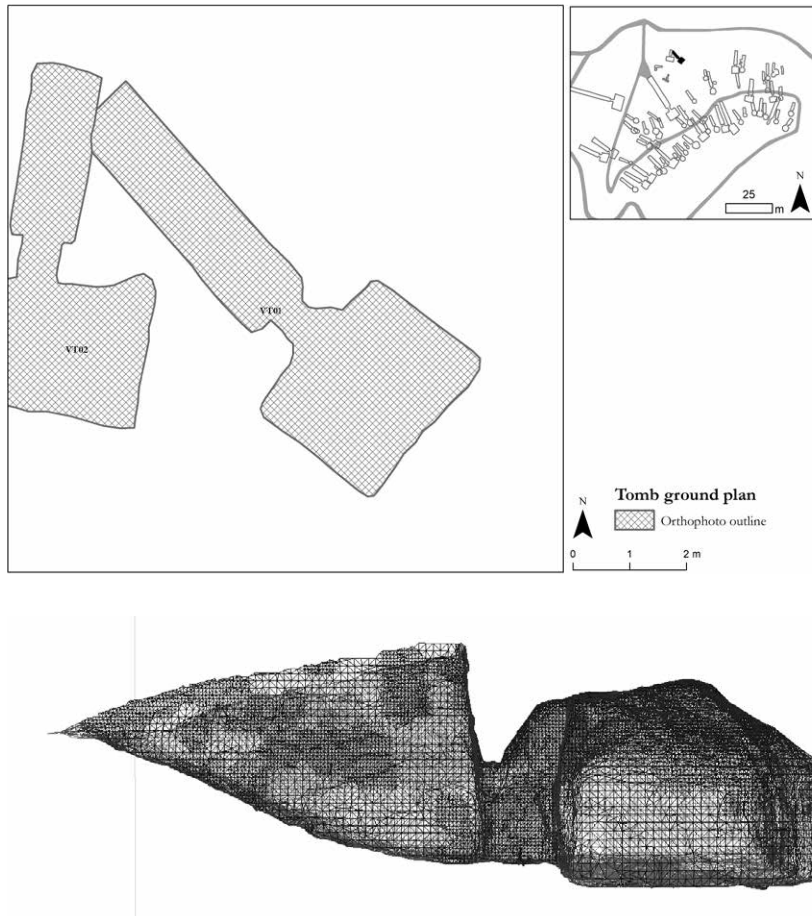 VT01
VT02
N
25
m
Tomb ground plan
Orthophoto outline
N
0 1 2 m